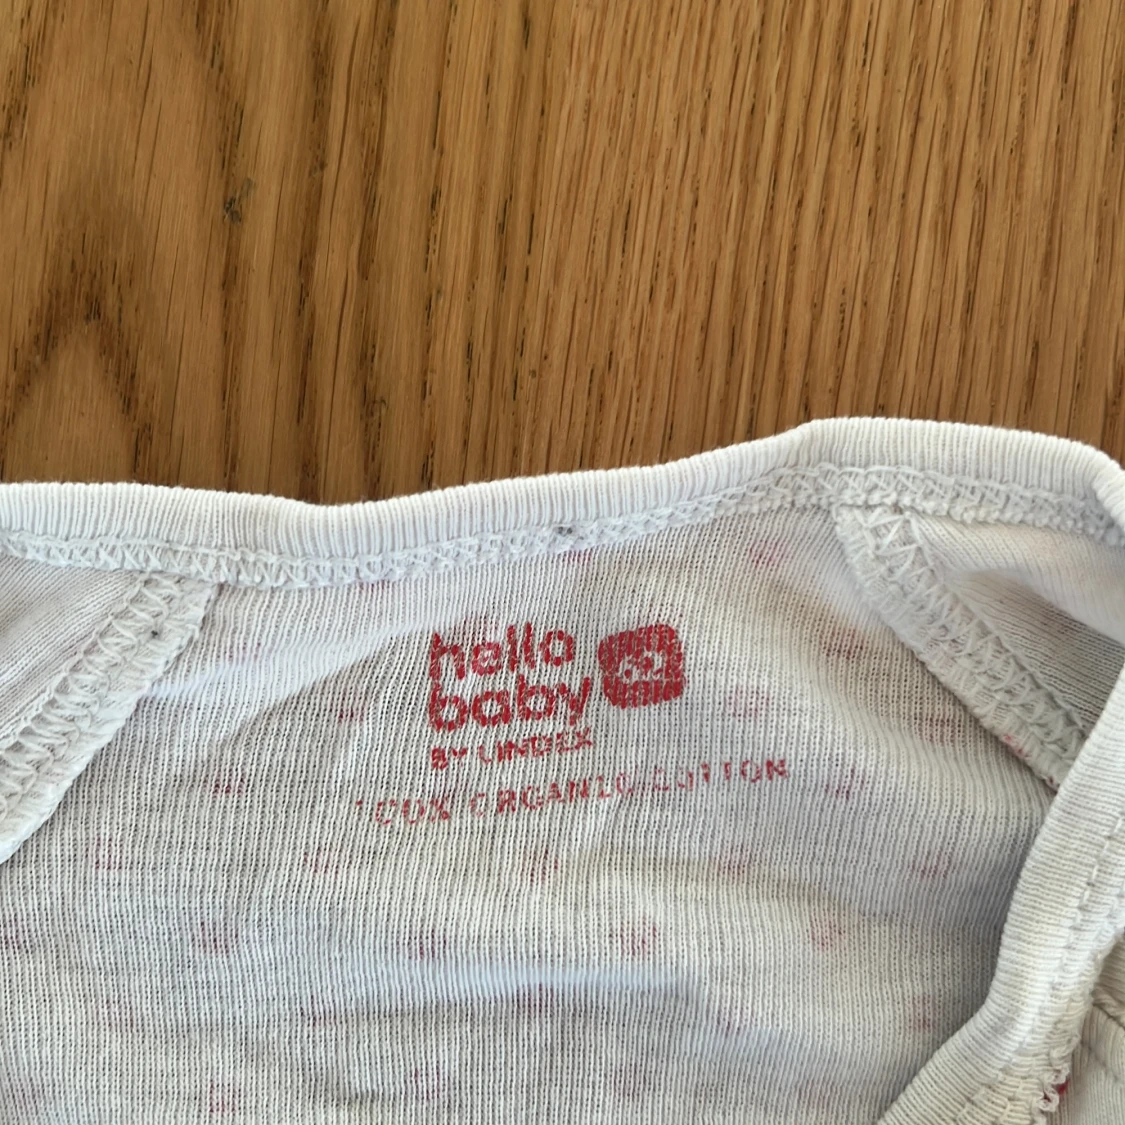 hello
baby
BY LINDEX
100% ORGANIC COTTON